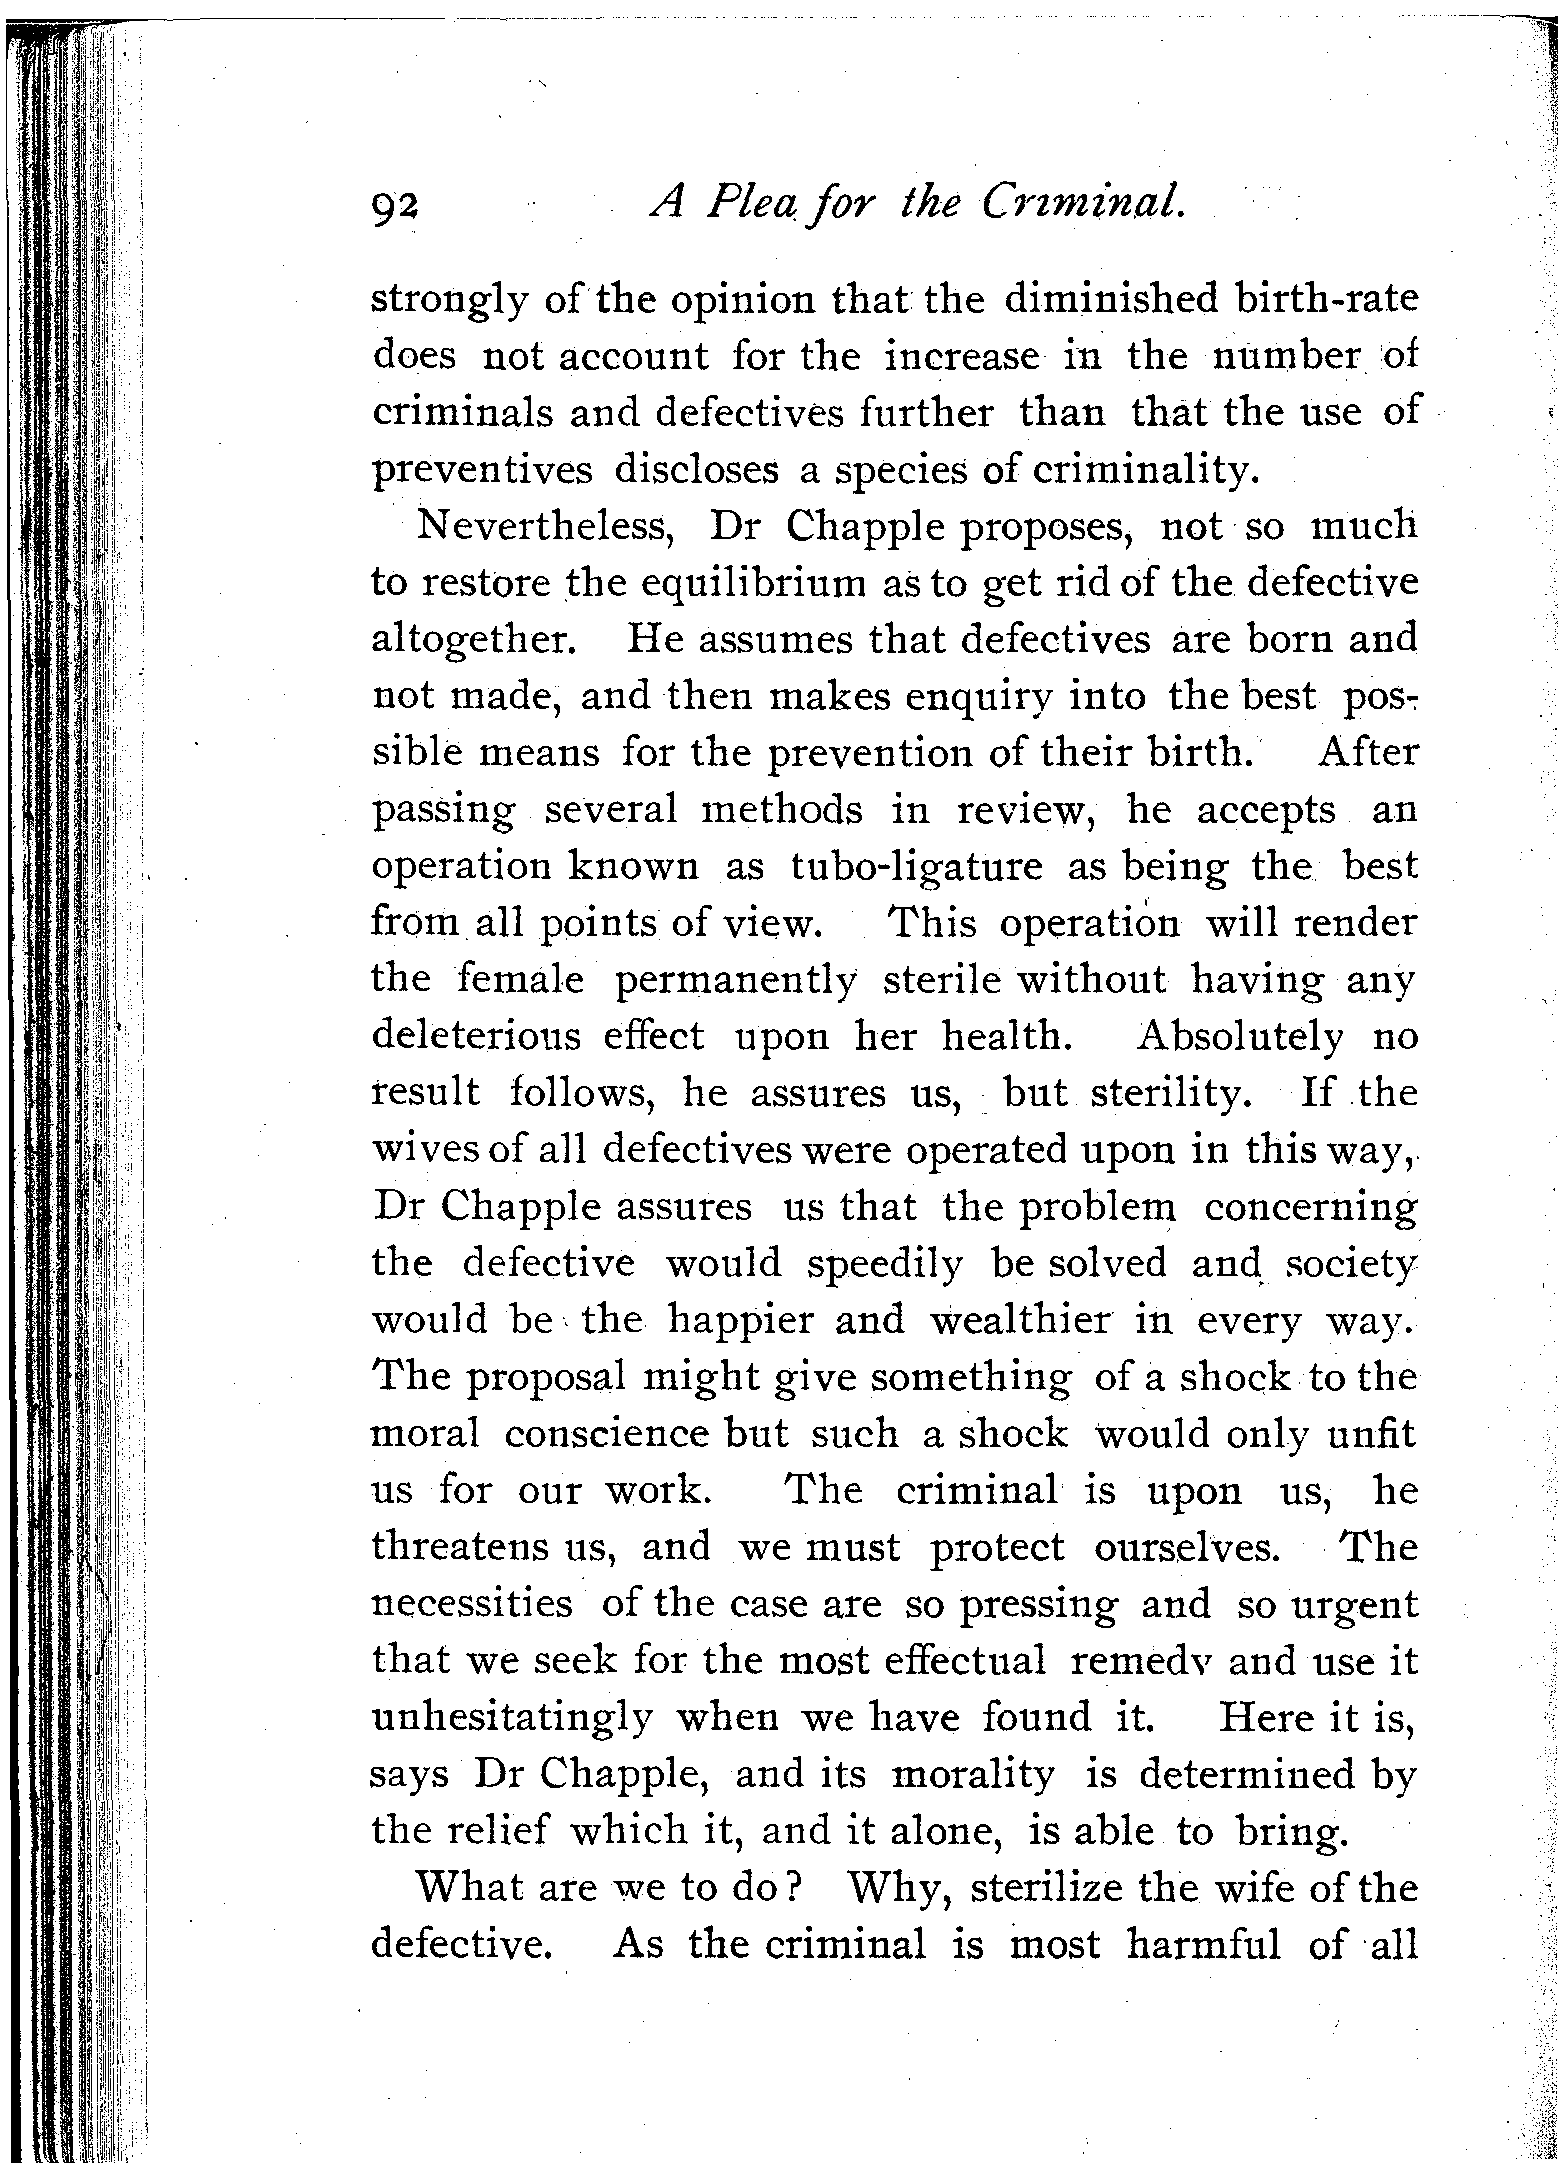 92 A Plea for the Criminal.
strongly of the opinion that the diminished birth-rate
does not account for the increase in the number of
criminals and defectives further than that the use of
preventives discloses a species of criminality.
Nevertheless, Dr Chapple proposes, not so much
to restore the equilibrium as to get rid of the defective
altogether. He assumes that defectives are born and
not made, and then makes enquiry into the best pos-
sible means for the prevention of their birth. After
passing several methods in review, he accepts an
operation known as tubo-ligature as being the best
from all points of view. This operation will render
the female permanently sterile without having any
deleterious effect upon her health. Absolutely no
result follows, he assures us, but sterility. If the
wives of all defectives were operated upon in this way,
Dr Chapple assures us that the problem concerning
the defective would speedily be solved and society
would be the happier and wealthier in every way.
The proposal might give something of a shock to the
moral conscience but such a shock would only unfit
us for our work. The criminal is upon us, he
threatens us, and we must protect ourselves. The
necessities of the case are so pressing and so urgent
that we seek for the most effectual remedy and use it
unhesitatingly when we have found it. Here it is,
says Dr Chapple, and its morality is determined by
the relief which it, and it alone, is able to bring.
What are we to do? Why, sterilize the wife of the
defective. As the criminal is most harmful of all